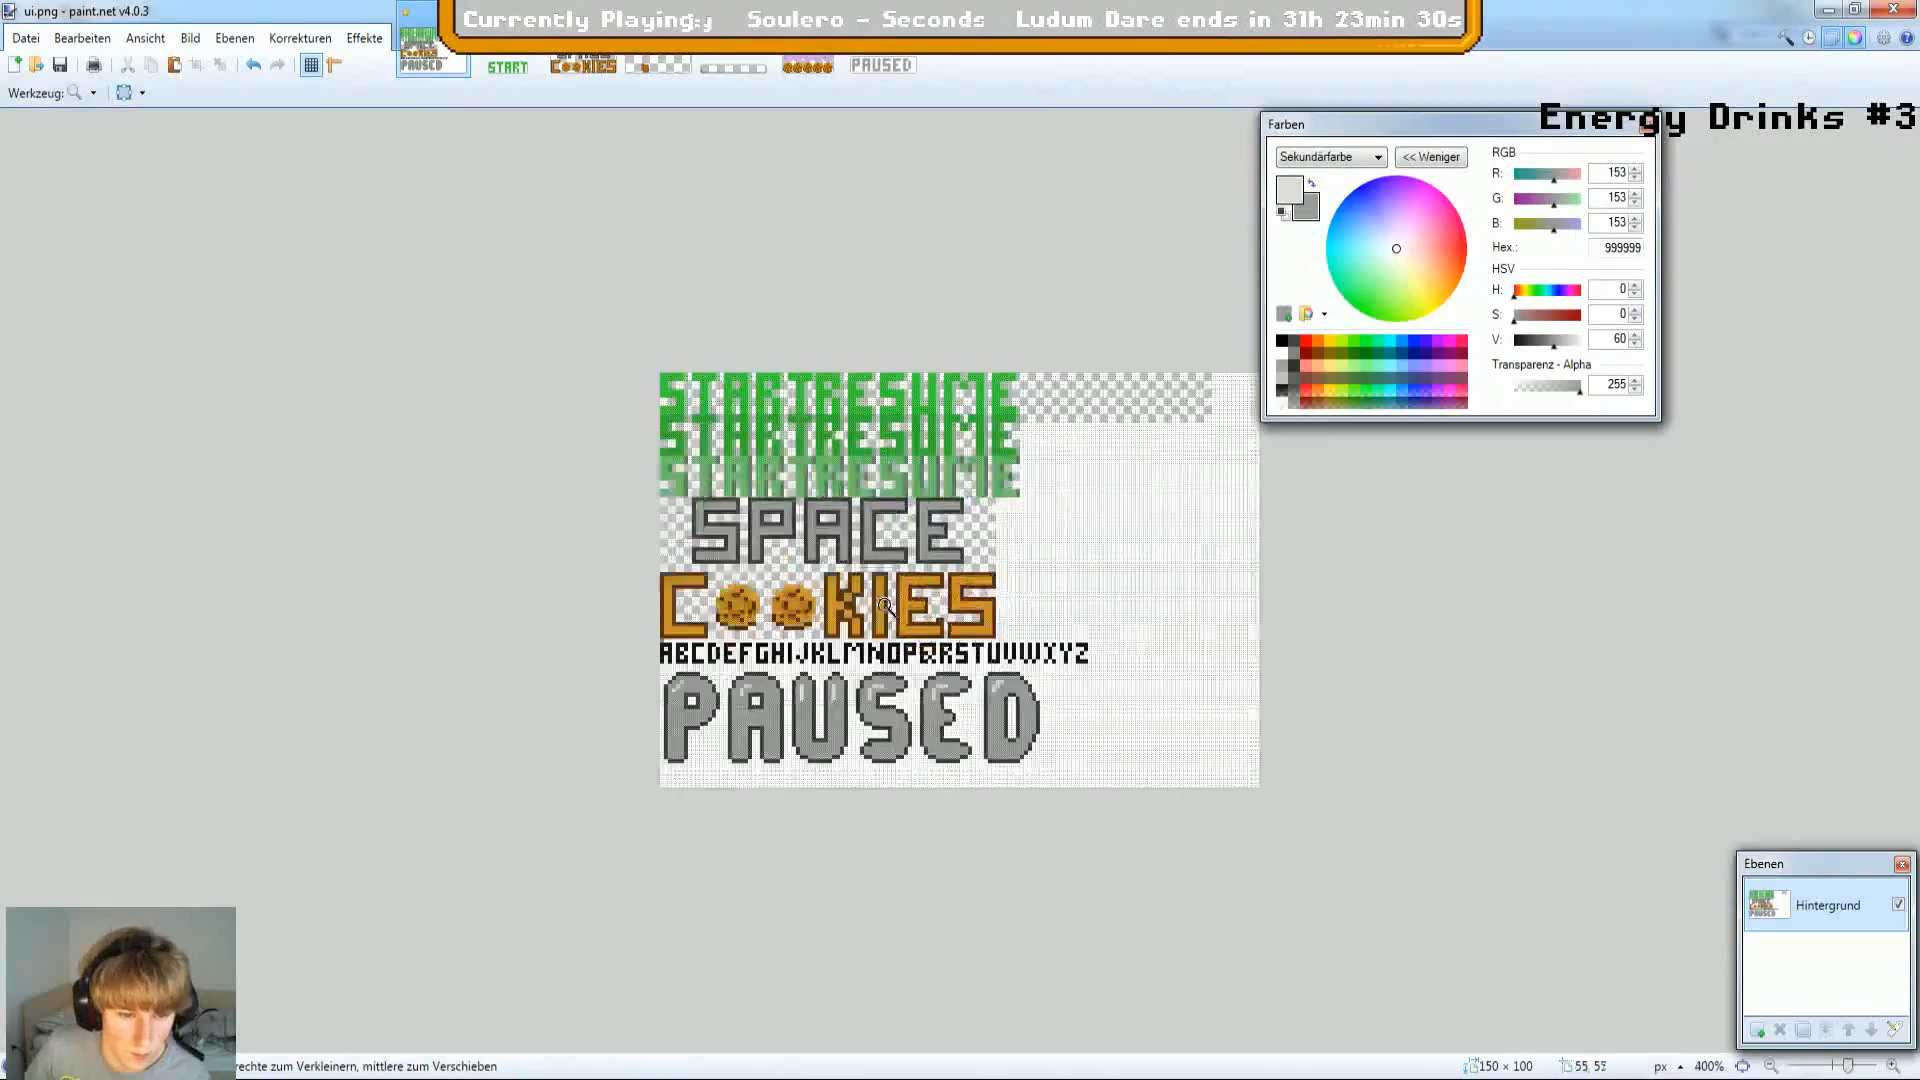 ui.png - paint.net v4.0.3
Currently Playing: Soulero - Seconds Ludum Dare ends in 31h 23min 30s
Datei Bearbeiten Ansicht Bild Ebenen Korrekturen Effekte
START
COOKIES
PAUSED
Werkzeug:
Energy Drinks #3
Farben
Sekundärfarbe
<< Weniger
RGB
R: 153
G: 153
B: 153
Hex.: 999999
HSV
H: 0
S: 0
V: 60
Transparenz - Alpha
255
STARTRESUME
STARTRESUME
STARTRESUME
SPACE
COOKIES
ABCDEFGHIJKLMNOPQRSTUVWXYZ
PAUSED
Ebenen
Hintergrund
rechte zum Verkleinern, mittlere zum Verschieben
150 × 100
px
400%